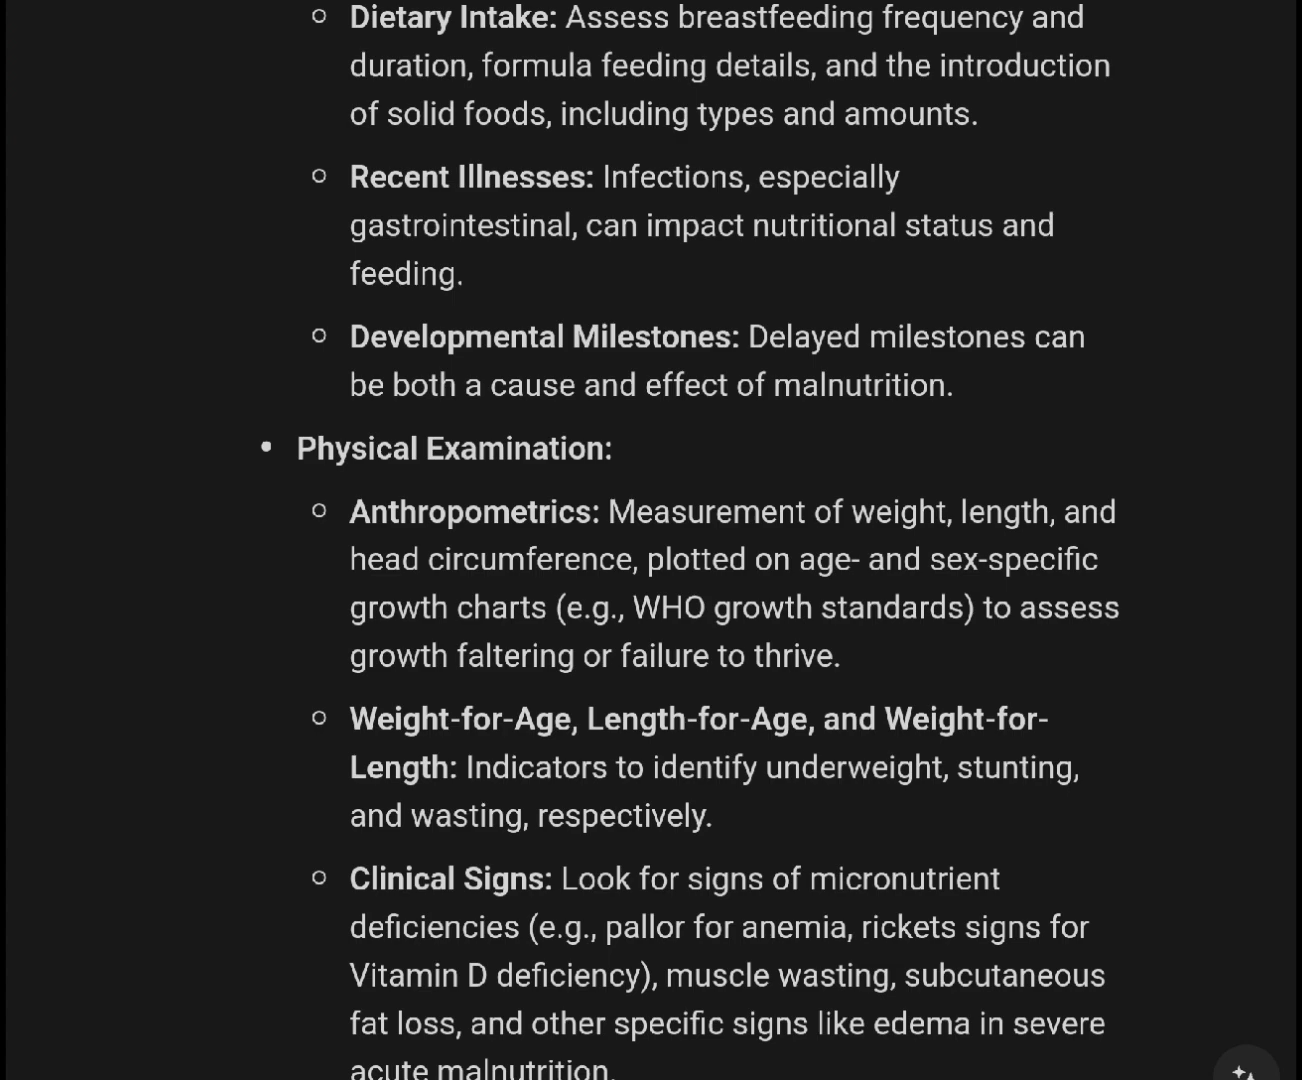 ○ Dietary Intake: Assess breastfeeding frequency and
duration, formula feeding details, and the introduction
of solid foods, including types and amounts.
○ Recent Illnesses: Infections, especially
gastrointestinal, can impact nutritional status and
feeding.
○ Developmental Milestones: Delayed milestones can
be both a cause and effect of malnutrition.
• Physical Examination:
○ Anthropometrics: Measurement of weight, length, and
head circumference, plotted on age- and sex-specific
growth charts (e.g., WHO growth standards) to assess
growth faltering or failure to thrive.
○ Weight-for-Age, Length-for-Age, and Weight-for-
Length: Indicators to identify underweight, stunting,
and wasting, respectively.
○ Clinical Signs: Look for signs of micronutrient
deficiencies (e.g., pallor for anemia, rickets signs for
Vitamin D deficiency), muscle wasting, subcutaneous
fat loss, and other specific signs like edema in severe
acute malnutrition.